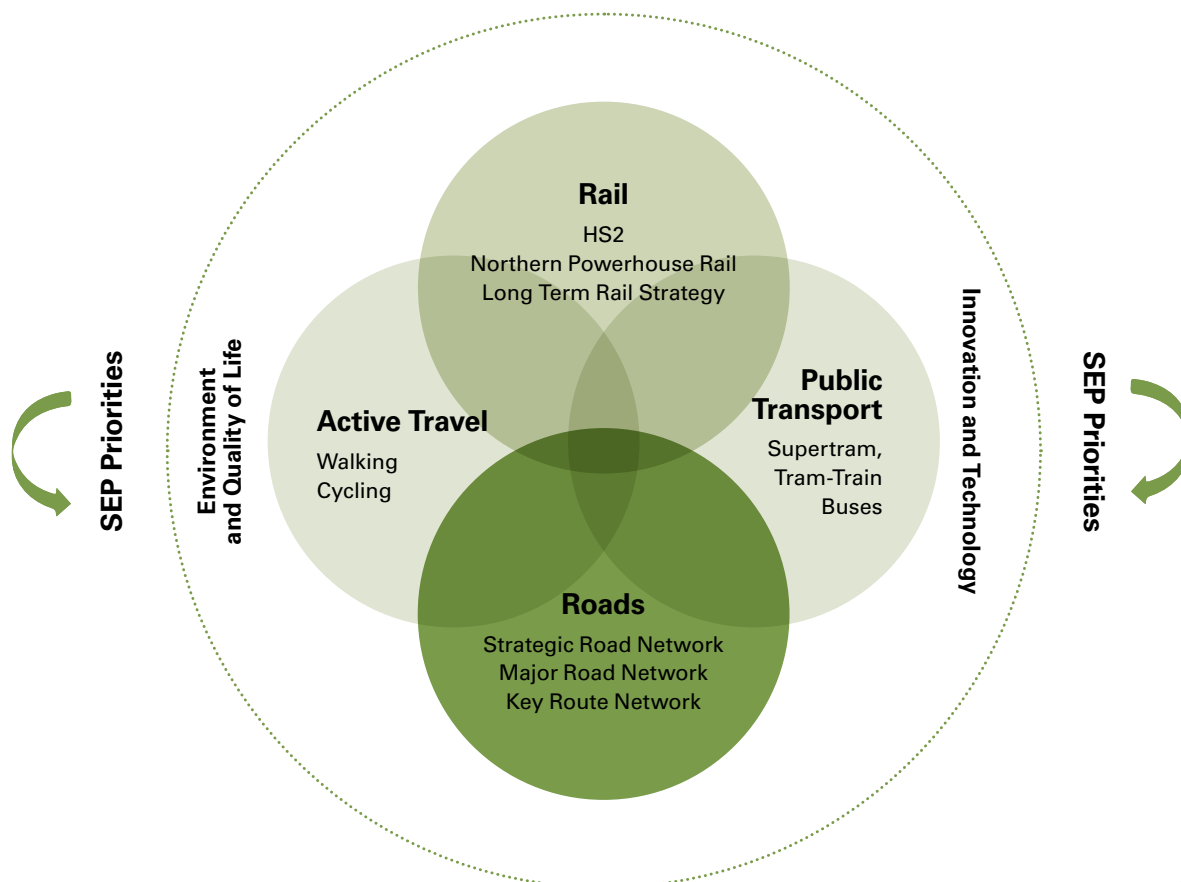 Rail
HS2
Northern Powerhouse Rail
Long Term Rail Strategy
SEP Priorities
Environment
and Quality of Life
Active Travel
Walking
Cycling
Public
Transport
Supertram,
Tram-Train
Buses
Innovation and Technology
SEP Priorities
Roads
Strategic Road Network
Major Road Network
Key Route Network